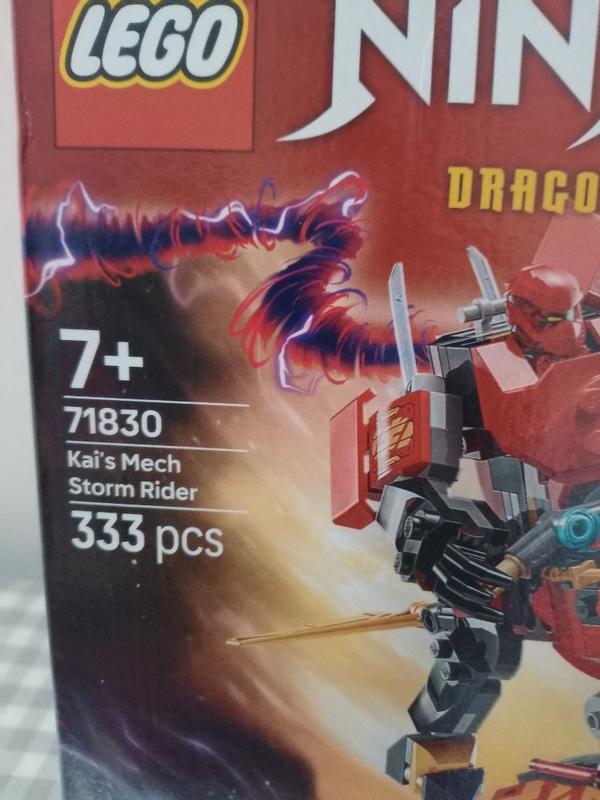 LEGO
NIN
DRAGO
7+
71830
Kai's Mech
Storm Rider
333 pcs